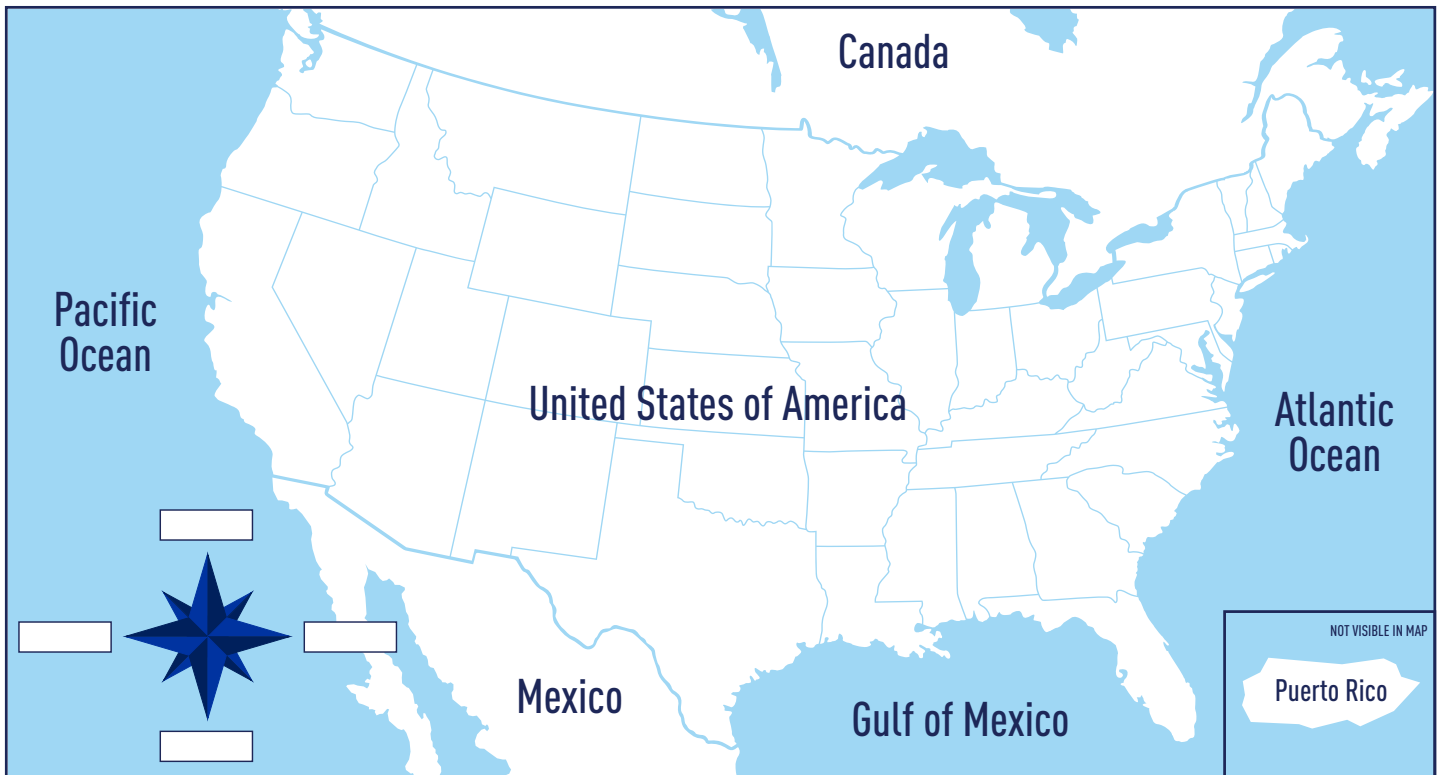 Canada
Pacific
Ocean
United States of America
Atlantic
Ocean
NOT VISIBLE IN MAP
Puerto Rico
Mexico
Gulf of Mexico